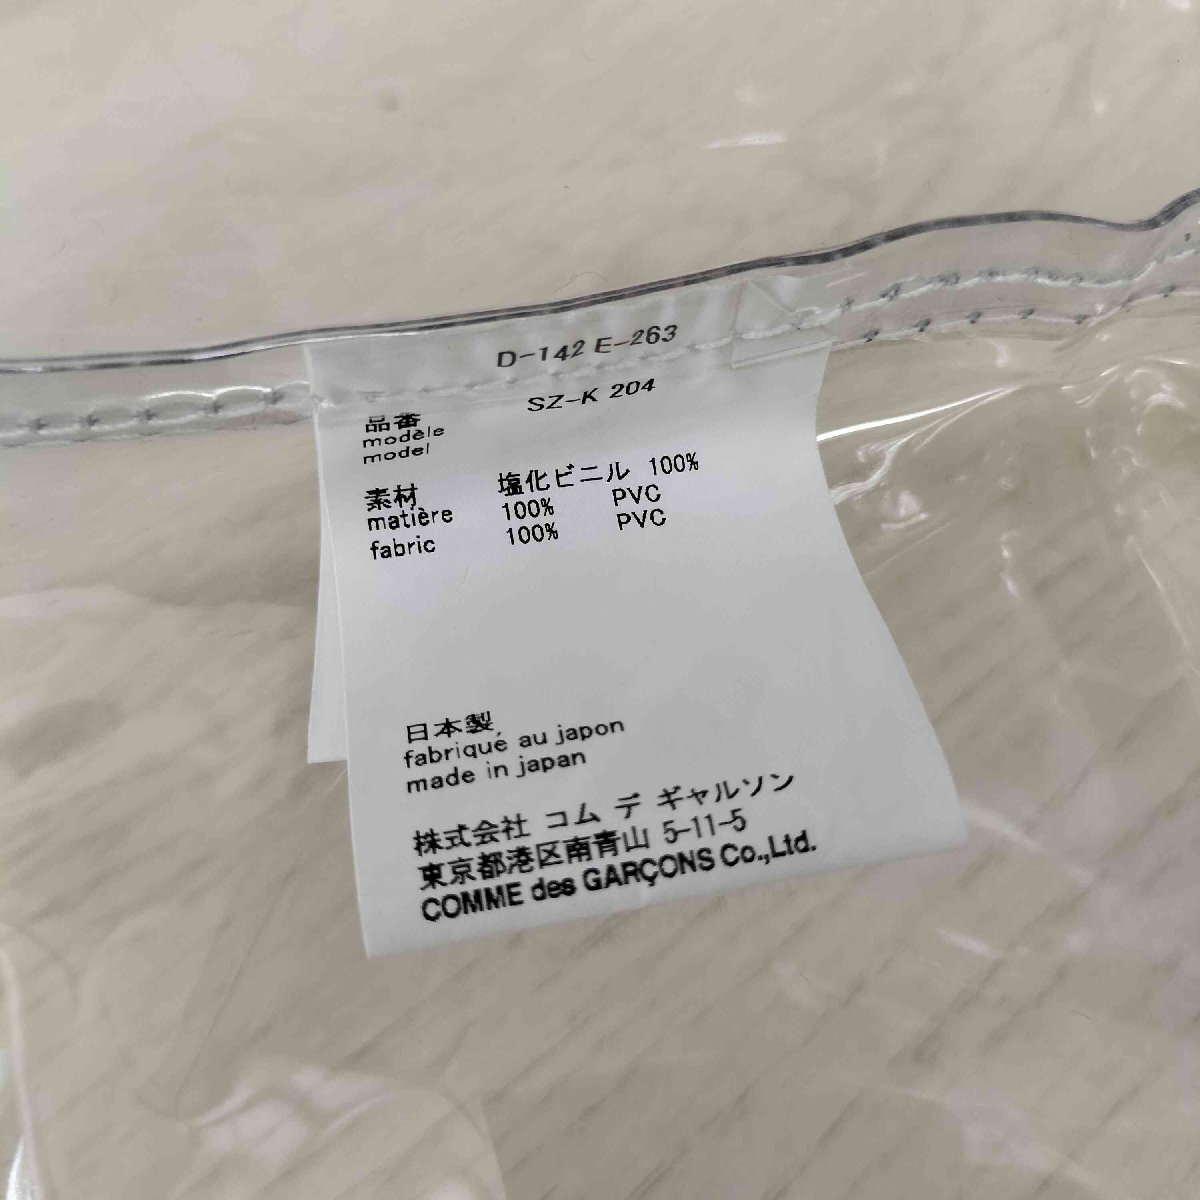 D-142 E-263
品番 SZ-K 204
modèle
model
素材 塩化ビニル 100%
matière 100% PVC
fabric 100% PVC
日本製,
fabriqué au japon
made in japan
株式会社 コム デ ギャルソン
東京都港区南青山 5-11-5
COMME des GARÇONS Co.,Ltd.